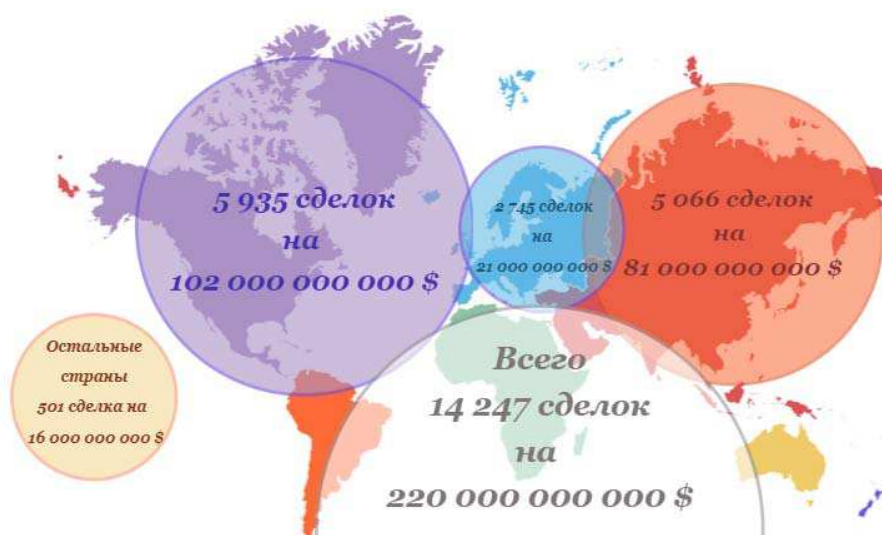 5 935 сделок
на
102 000 000 000 $
2 745 сделок
на
21 000 000 000 $
5 066 сделок
на
81 000 000 000 $
Остальные
страны
501 сделка на
16 000 000 000 $
Всего
14 247 сделок
на
220 000 000 000 $